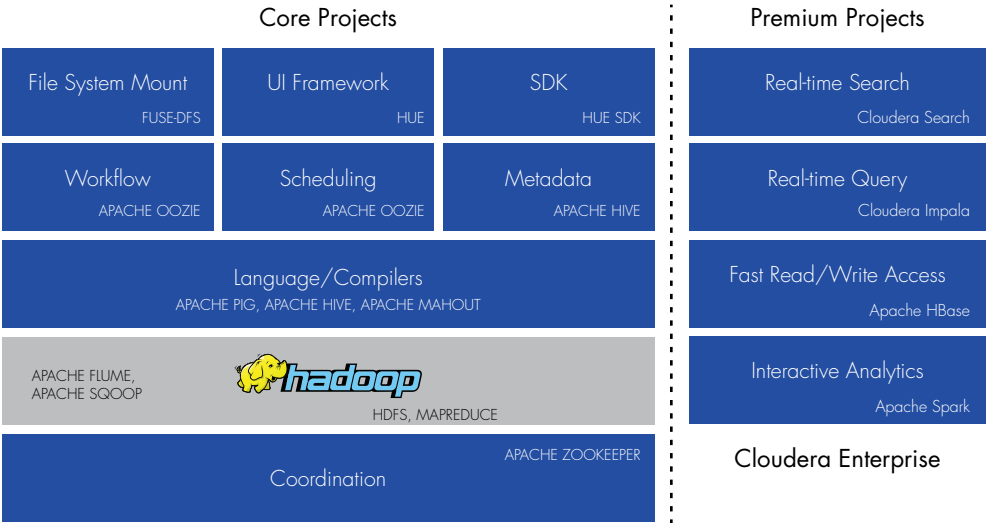 Core Projects
Premium Projects
File System Mount
FUSE-DFS
UI Framework
HUE
SDK
HUE SDK
Real-time Search
Cloudera Search
Workflow
APACHE OOZIE
Scheduling
APACHE OOZIE
Metadata
APACHE HIVE
Real-time Query
Cloudera Impala
Language/Compilers
APACHE PIG, APACHE HIVE, APACHE MAHOUT
Fast Read/Write Access
Apache HBase
APACHE FLUME,
APACHE SQOOP
hadoop
HDFS, MAPREDUCE
Interactive Analytics
Apache Spark
APACHE ZOOKEEPER
Coordination
Cloudera Enterprise